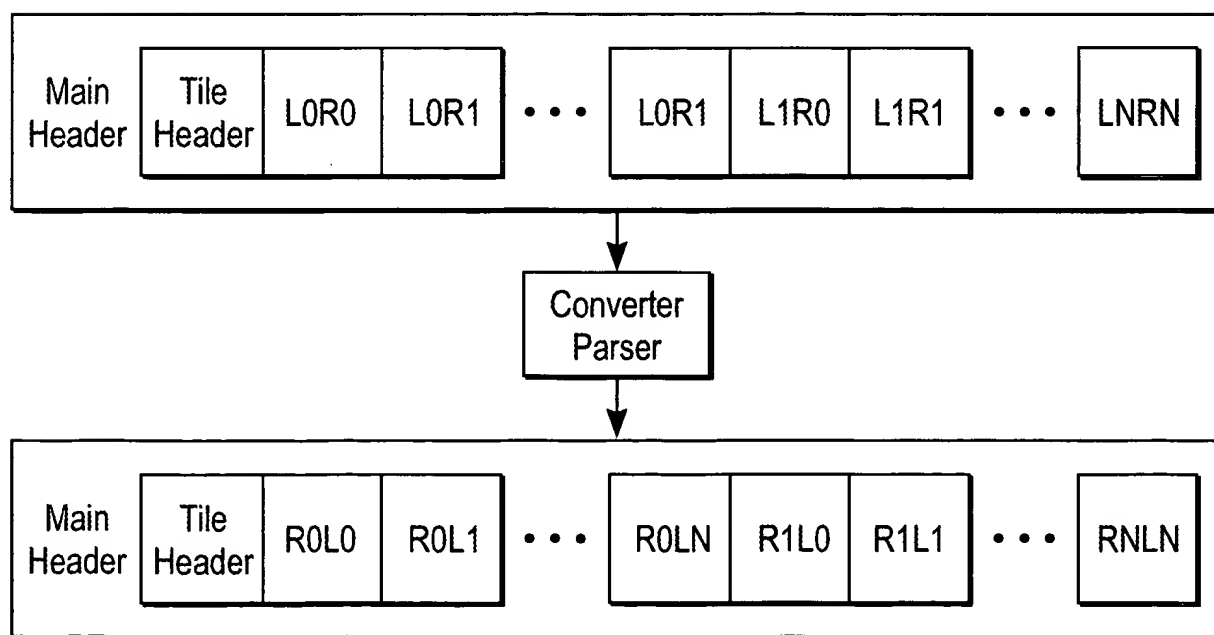 Main
Header
Tile
Header
L0R0
L0R1
• • •
L0R1
L1R0
L1R1
• • •
LNRN
Converter
Parser
Main
Header
Tile
Header
R0L0
R0L1
• • •
R0LN
R1L0
R1L1
• • •
RNLN